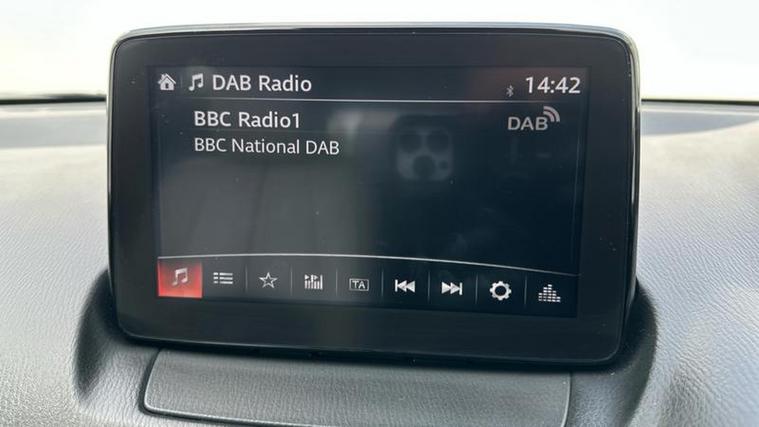 DAB Radio 14:42
BBC Radio1 DAB
BBC National DAB
TA